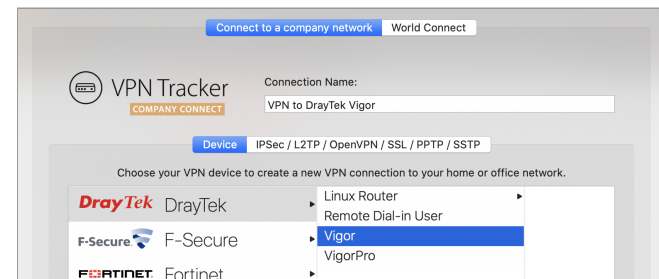 Connect to a company network World Connect
VPN Tracker
COMPANY CONNECT
Connection Name:
VPN to DrayTek Vigor
Device IPSec / L2TP / OpenVPN / SSL / PPTP / SSTP
Choose your VPN device to create a new VPN connection to your home or office network.
DrayTek DrayTek
Linux Router
Remote Dial-in User
F-Secure F-Secure
Vigor
VigorPro
FORTINET Fortinet